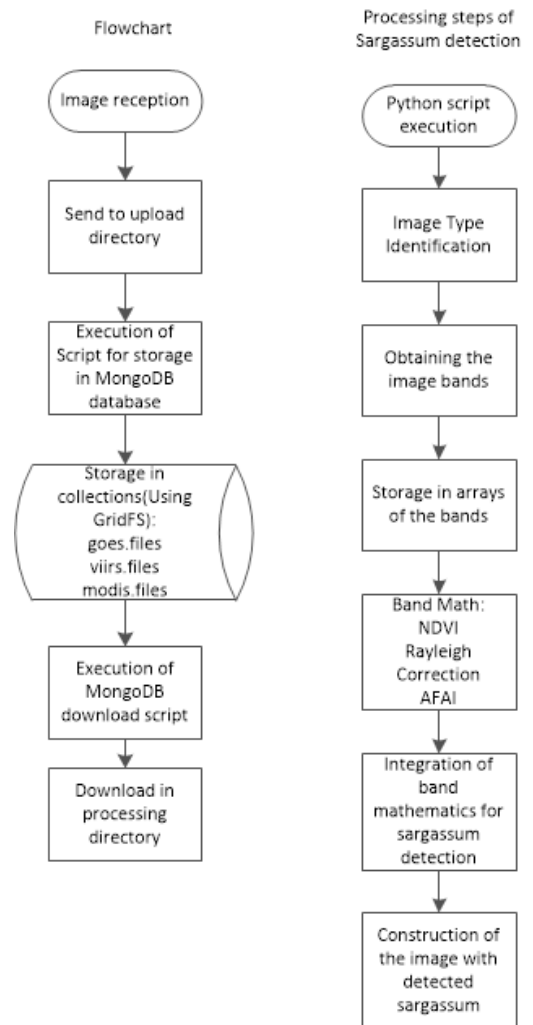 Flowchart
Image reception
Send to upload
directory
Execution of
Script for storage
in MongoDB
database
Storage in
collections(Using
GridFS):
goes.files
viirs.files
modis.files
Execution of
MongoDB
download script
Download in
processing
directory
Processing steps of
Sargassum detection
Python script
execution
Image Type
Identification
Obtaining the
image bands
Storage in arrays
of the bands
Band Math:
NDVI
Rayleigh
Correction
AFAI
Integration of
band
mathematics for
sargassum
detection
Construction of
the image with
detected
sargassum